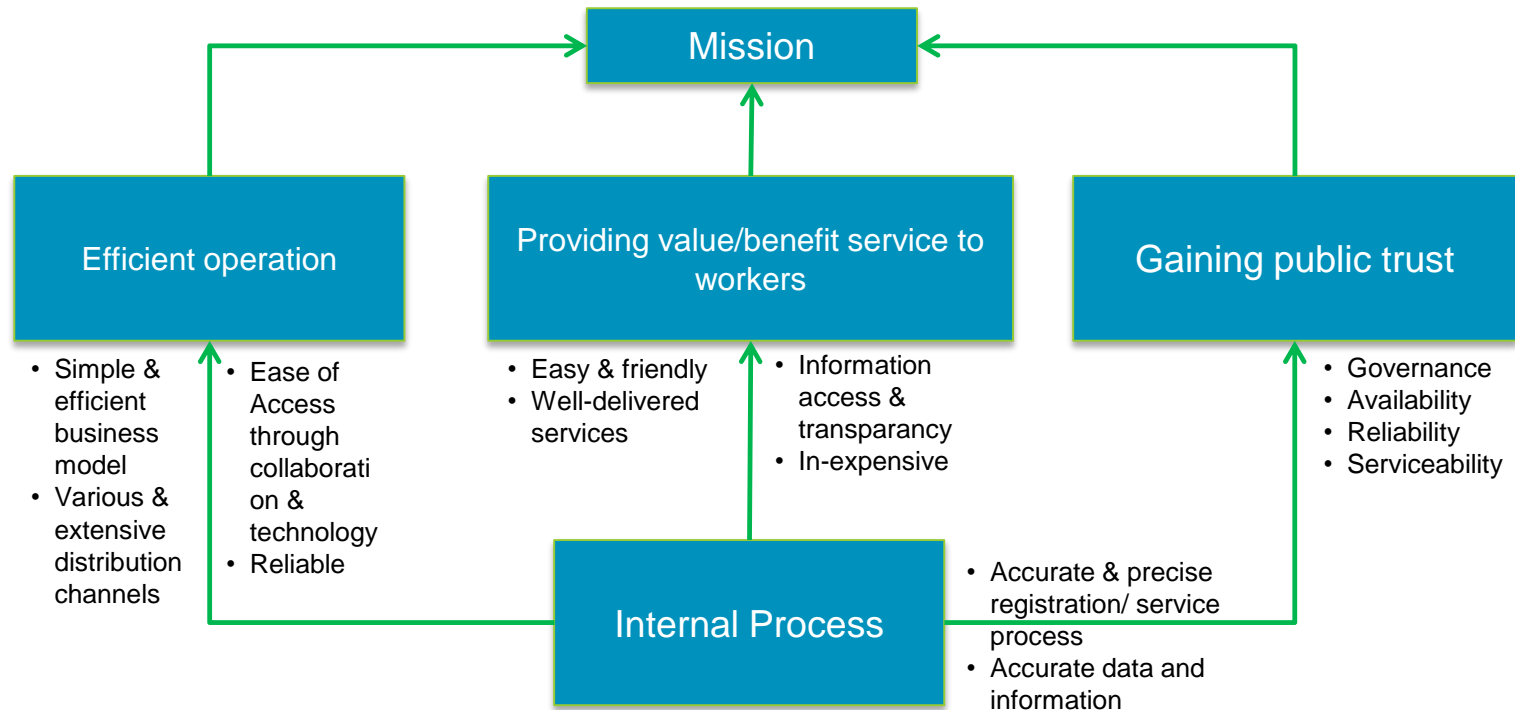 Mission
Efficient operation
Providing value/benefit service to
workers
Gaining public trust
• Simple &
efficient
business
model
• Various &
extensive
distribution
channels
• Ease of
Access
through
collaborati
on &
technology
• Reliable
• Easy & friendly
• Well-delivered
services
• Information
access &
transparancy
• In-expensive
• Governance
• Availability
• Reliability
• Serviceability
Internal Process
• Accurate & precise
registration/ service
process
• Accurate data and
information